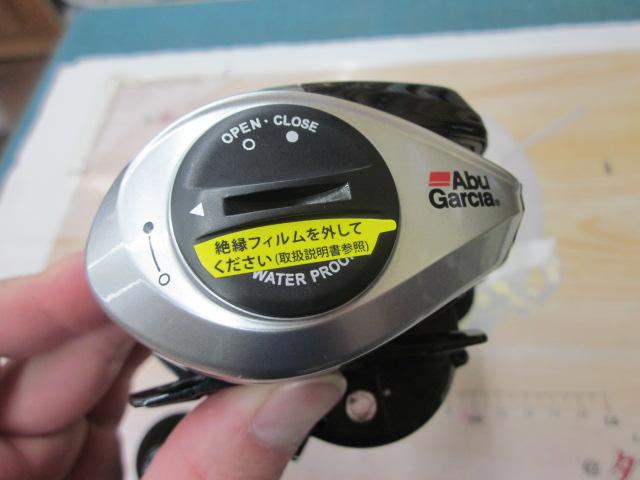 OPEN・CLOSE
Abu
Garcia®
絶縁フィルムを外して
ください(取扱説明書参照)
WATER PROOF